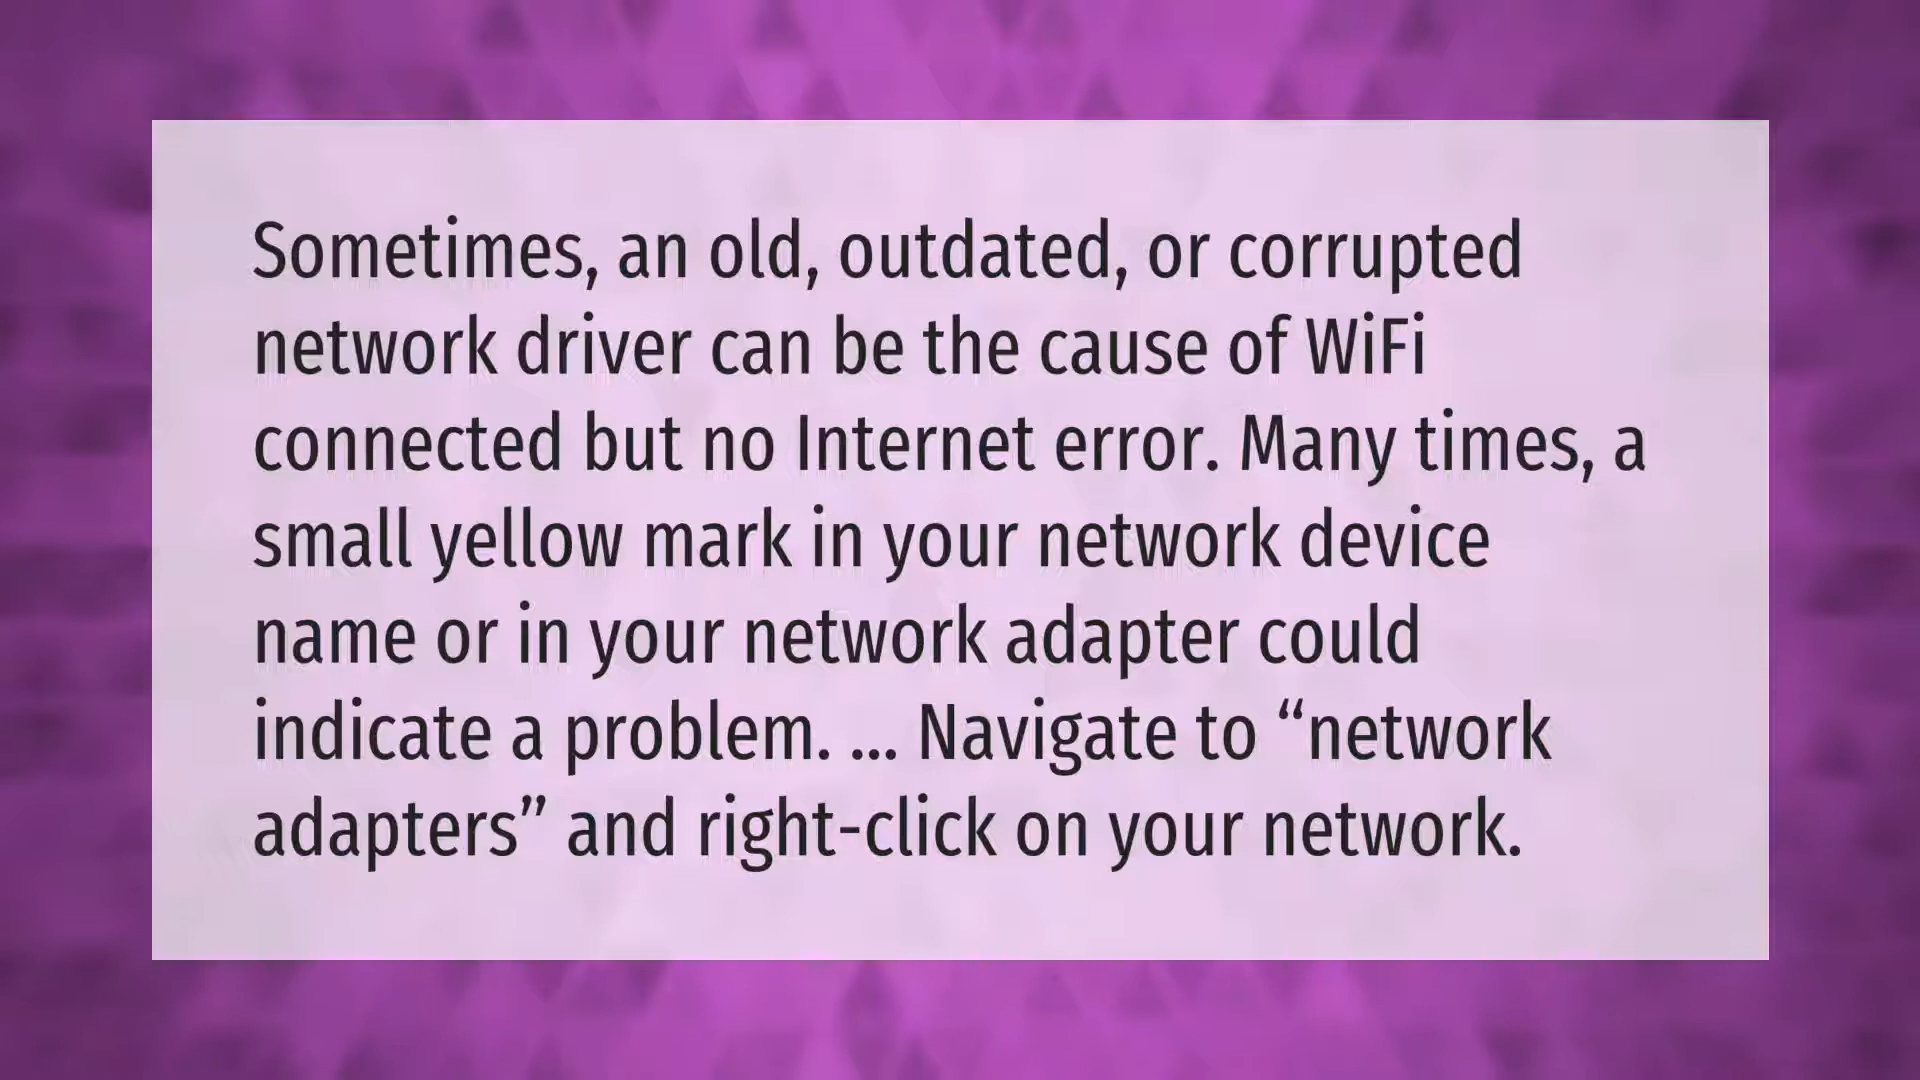 Sometimes, an old, outdated, or corrupted
network driver can be the cause of WiFi
connected but no Internet error. Many times, a
small yellow mark in your network device
name or in your network adapter could
indicate a problem. ... Navigate to “network
adapters” and right-click on your network.